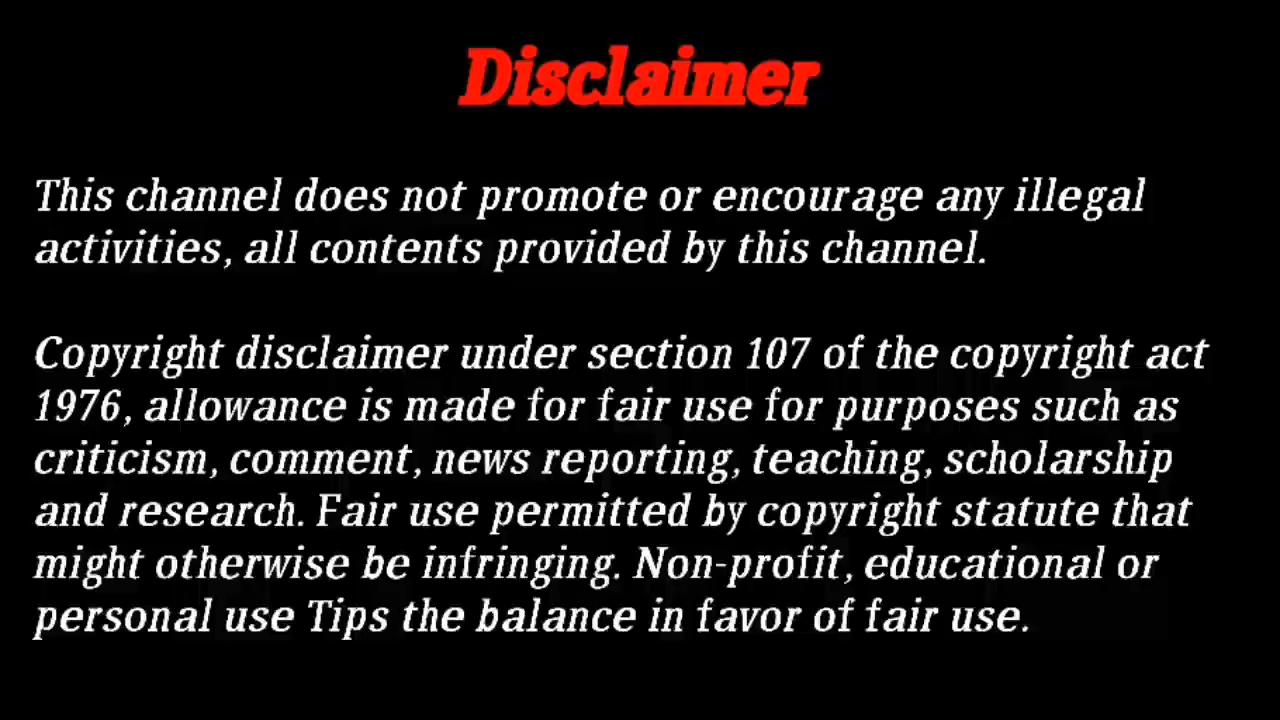 Disclaimer
This channel does not promote or encourage any illegal
activities, all contents provided by this channel.
Copyright disclaimer under section 107 of the copyright act
1976, allowance is made for fair use for purposes such as
criticism, comment, news reporting, teaching, scholarship
and research. Fair use permitted by copyright statute that
might otherwise be infringing. Non-profit, educational or
personal use Tips the balance in favor of fair use.